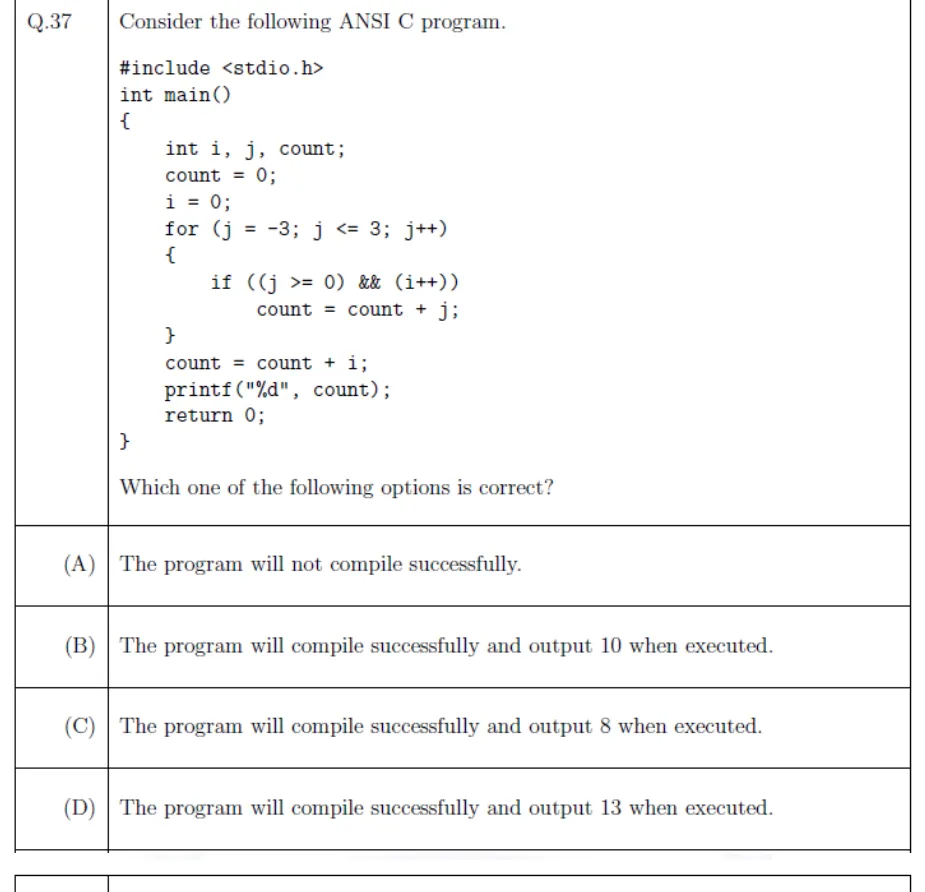 Q.37 Consider the following ANSI C program.
#include <stdio.h>
int main()
{
    int i, j, count;
    count = 0;
    i = 0;
    for (j = -3; j <= 3; j++)
    {
        if ((j >= 0) && (i++))
            count = count + j;
    }
    count = count + i;
    printf("%d", count);
    return 0;
}
Which one of the following options is correct?
(A) The program will not compile successfully.
(B) The program will compile successfully and output 10 when executed.
(C) The program will compile successfully and output 8 when executed.
(D) The program will compile successfully and output 13 when executed.